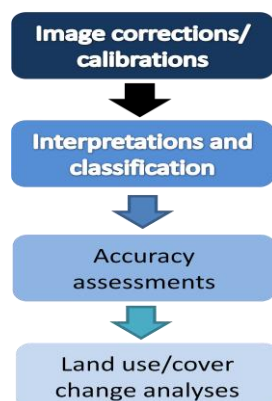 Image corrections/
calibrations
Interpretations and
classification
Accuracy
assessments
Land use/cover
change analyses